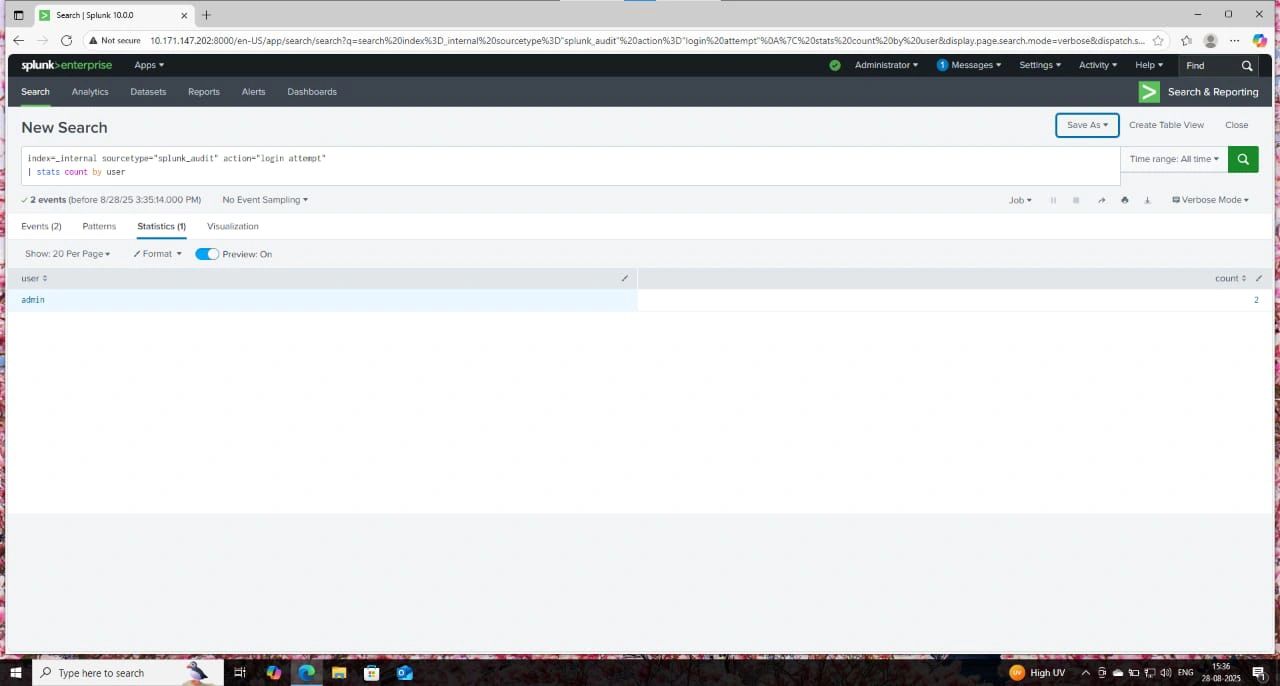 Search | Splunk 10.0.0
Not secure 10.171.147.202:8000/en-US/app/search/search?q=search%20index%3D_internal%20sourcetype%3D"splunk_audit"%20action%3D"login%20attempt"%0A%7C%20stats%20count%20by%20user&display.page.search.mode=verbose&dispatch.s...
splunk>enterprise Apps Administrator 1 Messages Settings Activity Help Find
Search Analytics Datasets Reports Alerts Dashboards Search & Reporting
New Search Save As Create Table View Close
index=_internal sourcetype="splunk_audit" action="login attempt"
| stats count by user
Time range: All time
2 events (before 8/28/25 3:35:14.000 PM) No Event Sampling Job Verbose Mode
Events (2) Patterns Statistics (1) Visualization
Show: 20 Per Page Format Preview: On
user count
admin 2
Type here to search UV High UV ENG 15:36
28-08-2025 1